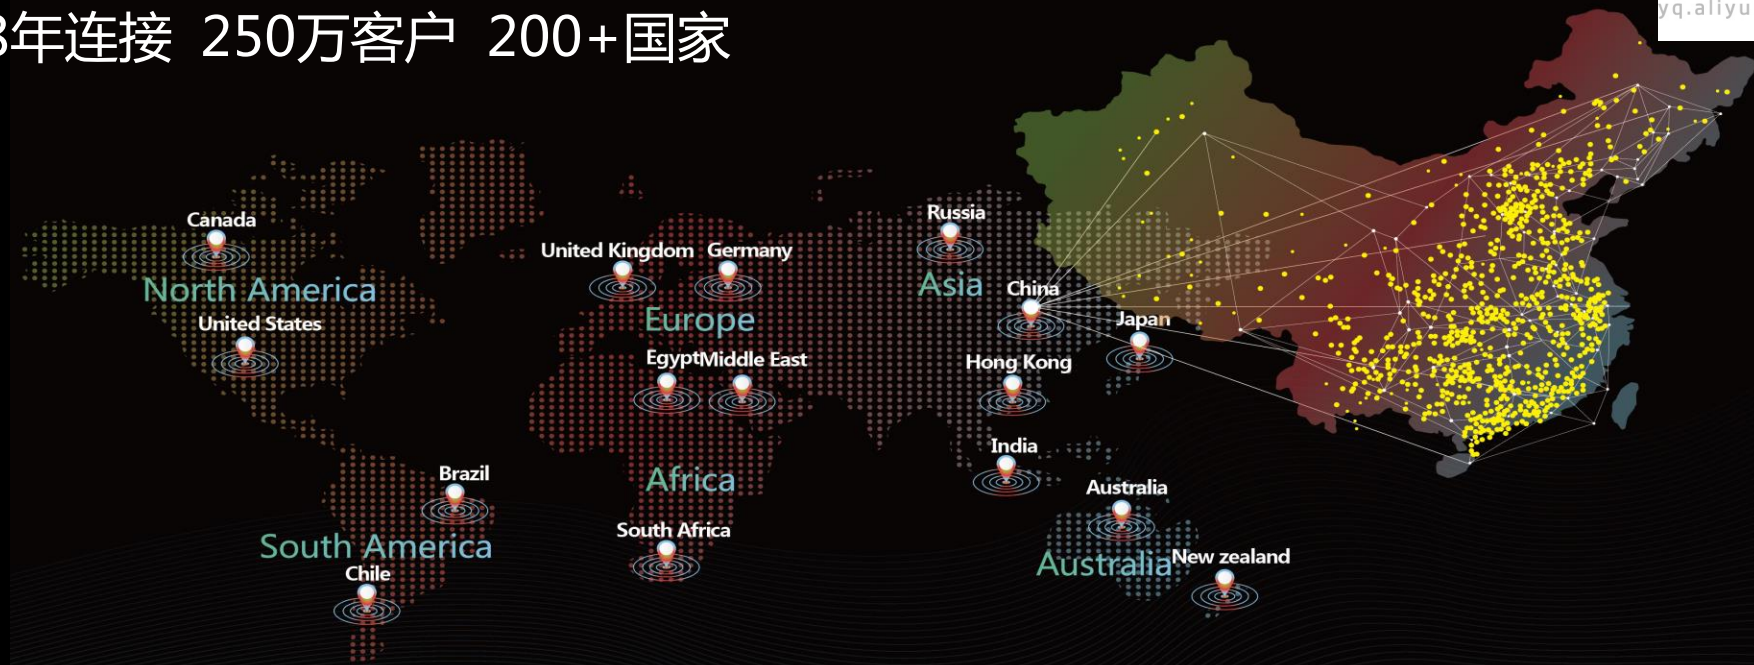 8年连接 250万客户 200+国家
yq.aliyu
Canada
Russia
United Kingdom
Germany
North America
Asia
China
United States
Europe
Japan
Egypt
Middle East
Hong Kong
India
Brazil
Africa
Australia
South Africa
South America
New zealand
Australia
Chile